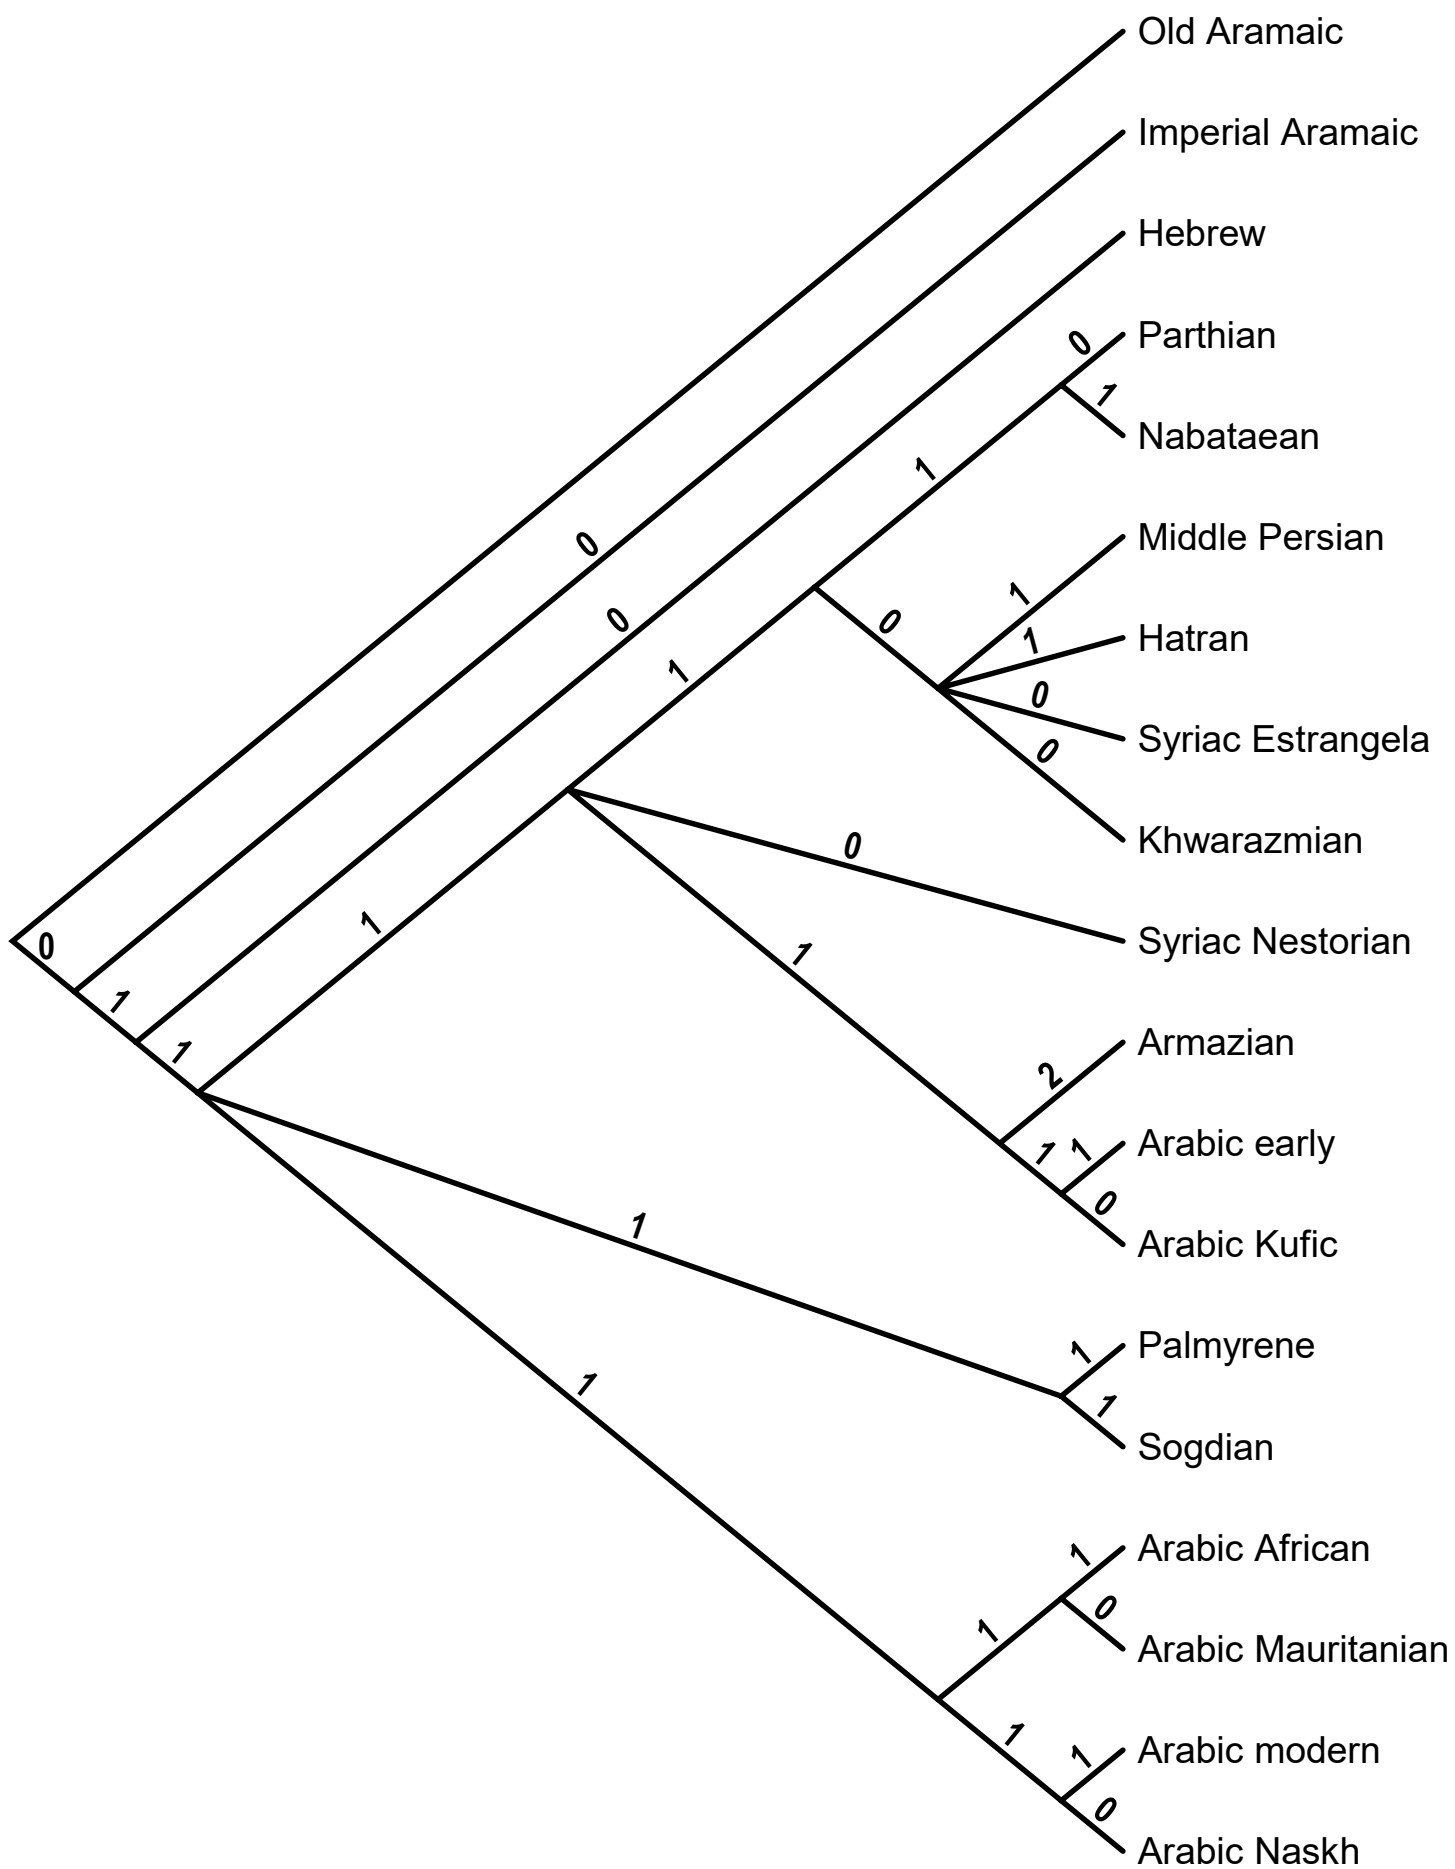 Old Aramaic
Imperial Aramaic
Hebrew
0 Parthian
1 Nabataean
1
Middle Persian
0
1
0
0
1 Hatran
1
0 Syriac Estrangela
0
Khwarazmian
0
1
0
1
Syriac Nestorian
1
1
2 Armazian
1 1 Arabic early
0 Arabic Kufic
1
1 Palmyrene
1
1 Sogdian
1 Arabic African
1 0 Arabic Mauritanian
1
1 Arabic modern
0 Arabic Naskh